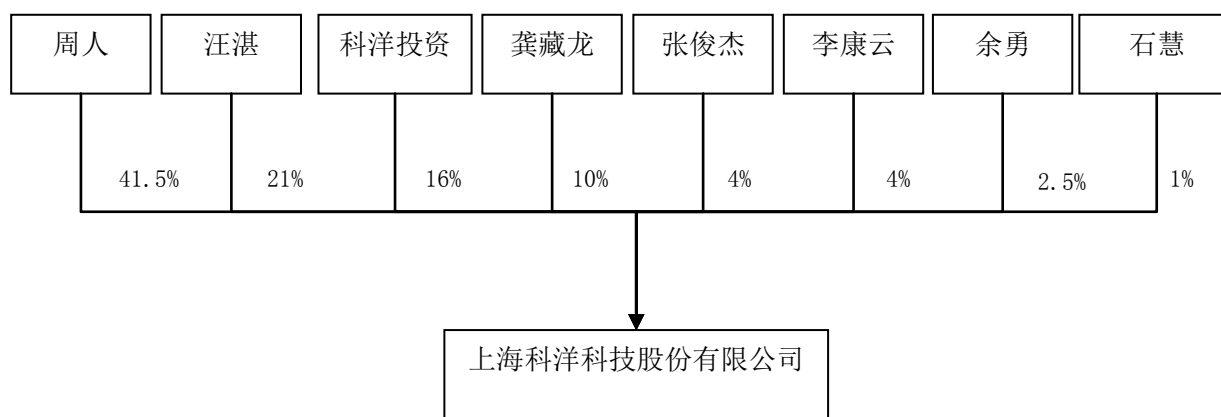 周人 汪湛 科洋投资 龚藏龙 张俊杰 李康云 余勇 石慧
41.5% 21% 16% 10% 4% 4% 2.5% 1%
上海科洋科技股份有限公司